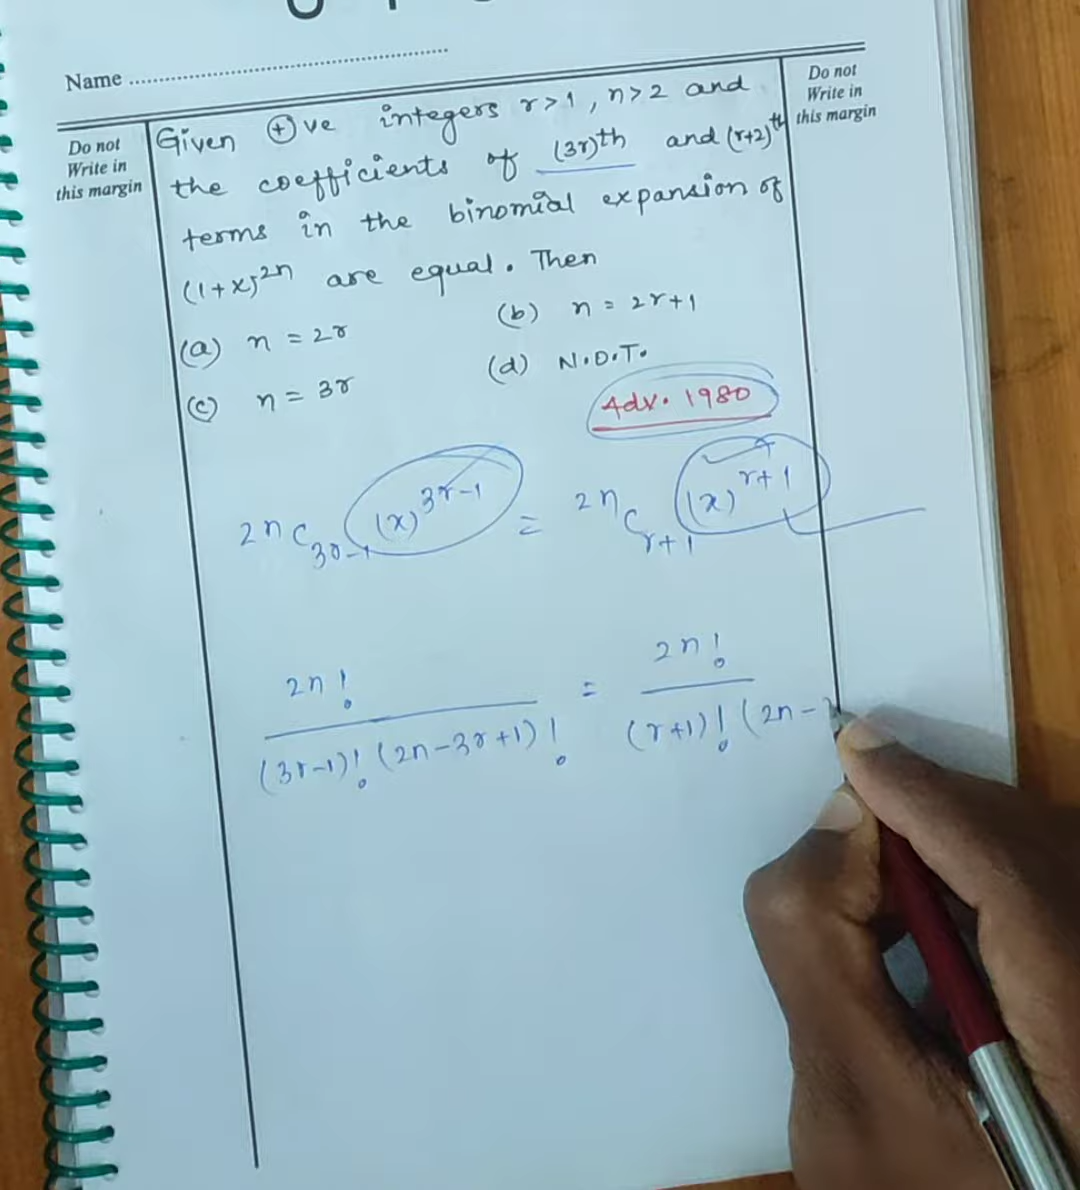 Name
Do not
Write in
this margin
Do not
Write in
this margin
Given ⊕ve integers r>1, n>2 and
the coefficients of (3r)th and (r+2)th
terms in the binomial expansion of
(1+x)^2n are equal. Then
(a) n = 2r (b) n = 2r+1
(c) n = 3r (d) N.O.T.
Adv. 1980
2nC3r-1 (x)^3r-1 = 2nCr+1 (x)^r+1
2n! / (3r-1)! (2n-3r+1)! = 2n! / (r+1)! (2n-